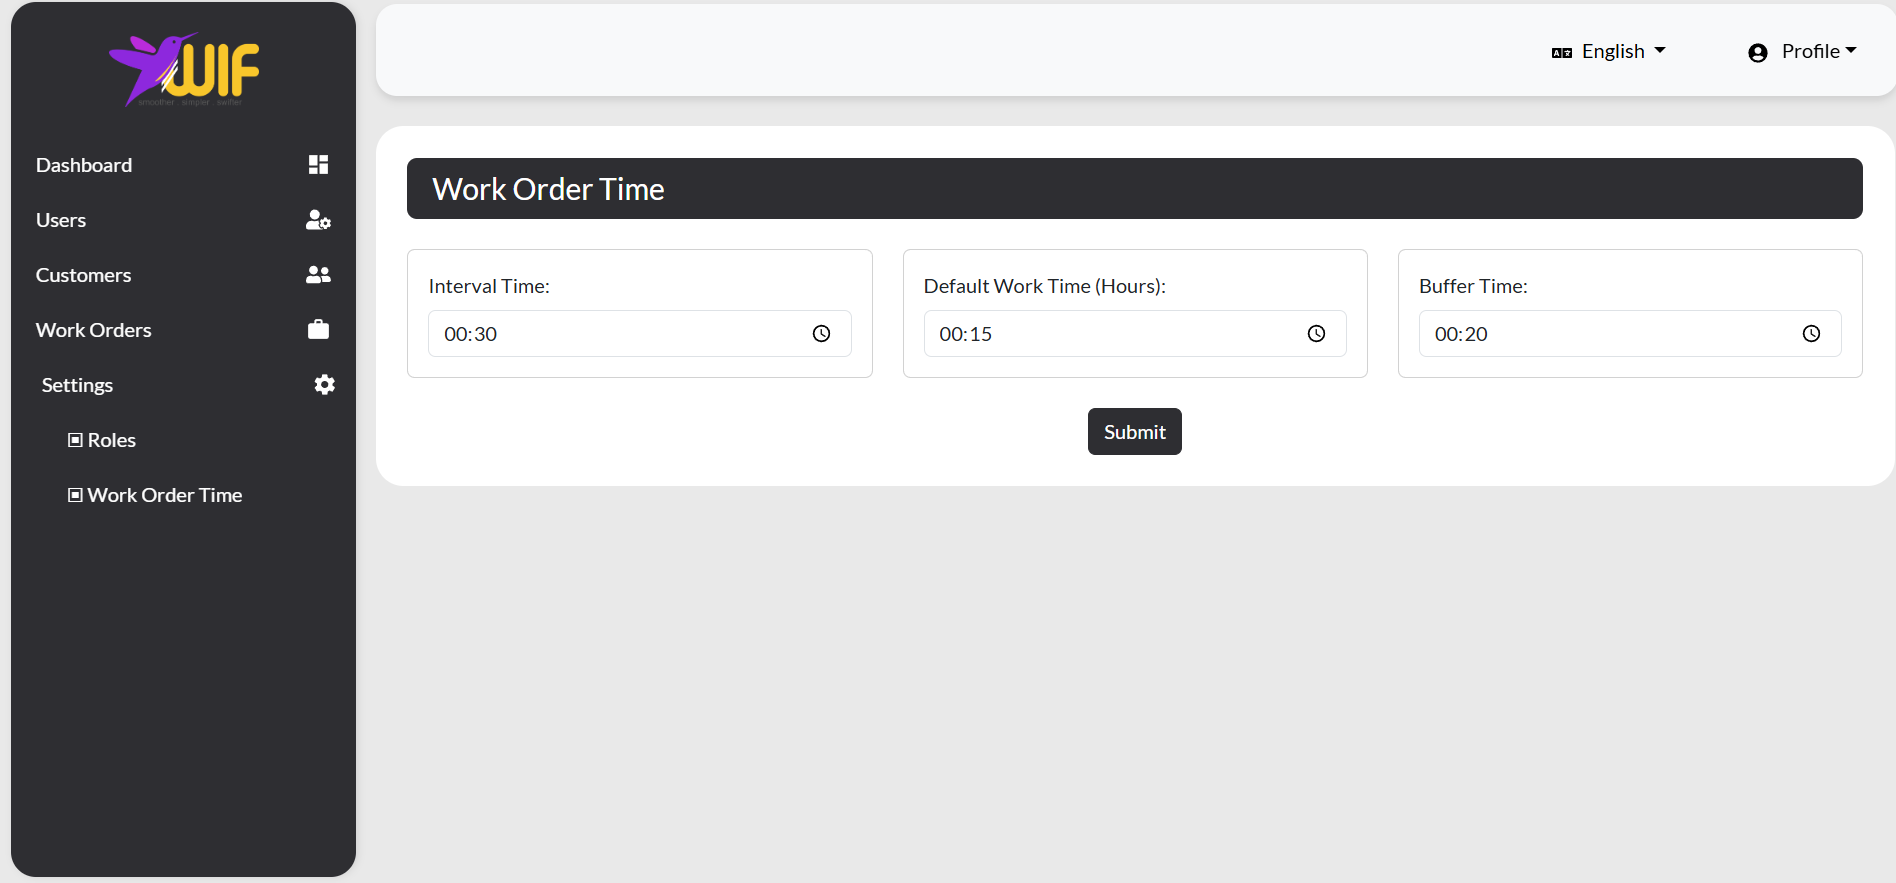 WIF
smoother . simpler . swifter
English
Profile
Dashboard
Users
Customers
Work Orders
Settings
Roles
Work Order Time
Work Order Time
Interval Time:
00:30
Default Work Time (Hours):
00:15
Buffer Time:
00:20
Submit